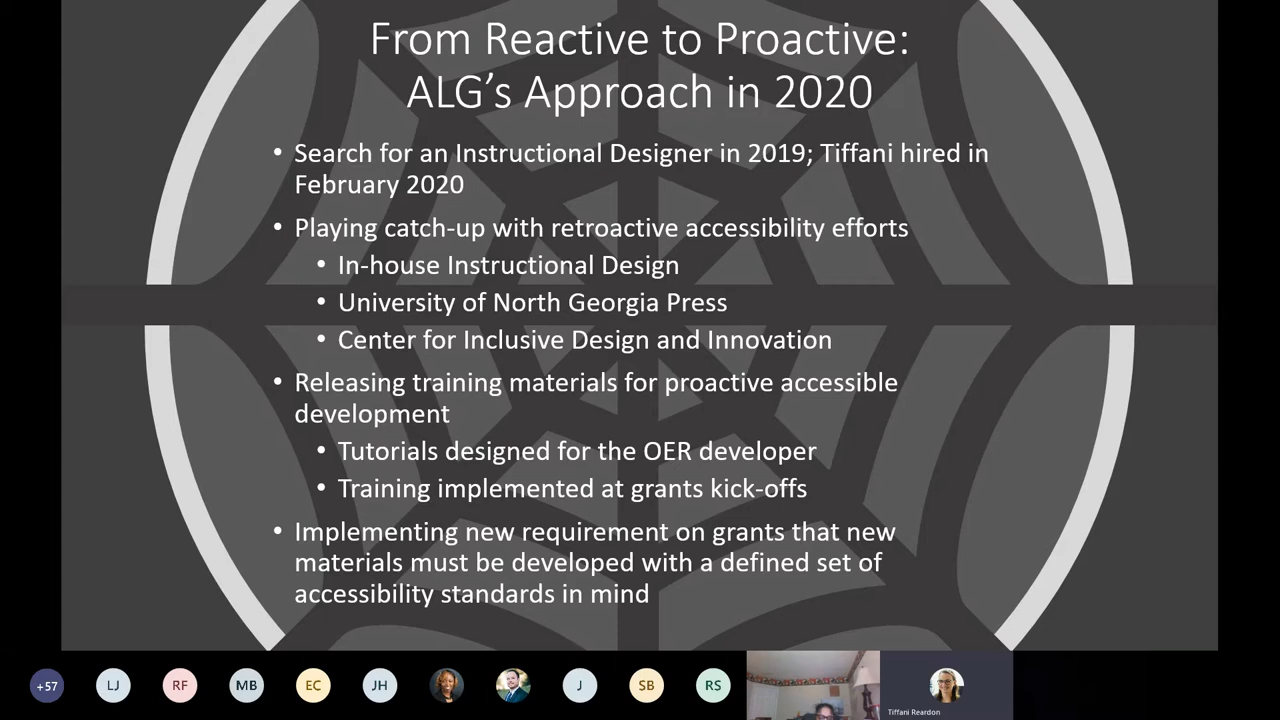 From Reactive to Proactive:
ALG’s Approach in 2020
• Search for an Instructional Designer in 2019; Tiffani hired in
February 2020
• Playing catch-up with retroactive accessibility efforts
• In-house Instructional Design
• University of North Georgia Press
• Center for Inclusive Design and Innovation
• Releasing training materials for proactive accessible
development
• Tutorials designed for the OER developer
• Training implemented at grants kick-offs
• Implementing new requirement on grants that new
materials must be developed with a defined set of
accessibility standards in mind
+57 LJ RF MB EC JH J SB RS
Tiffani Reardon